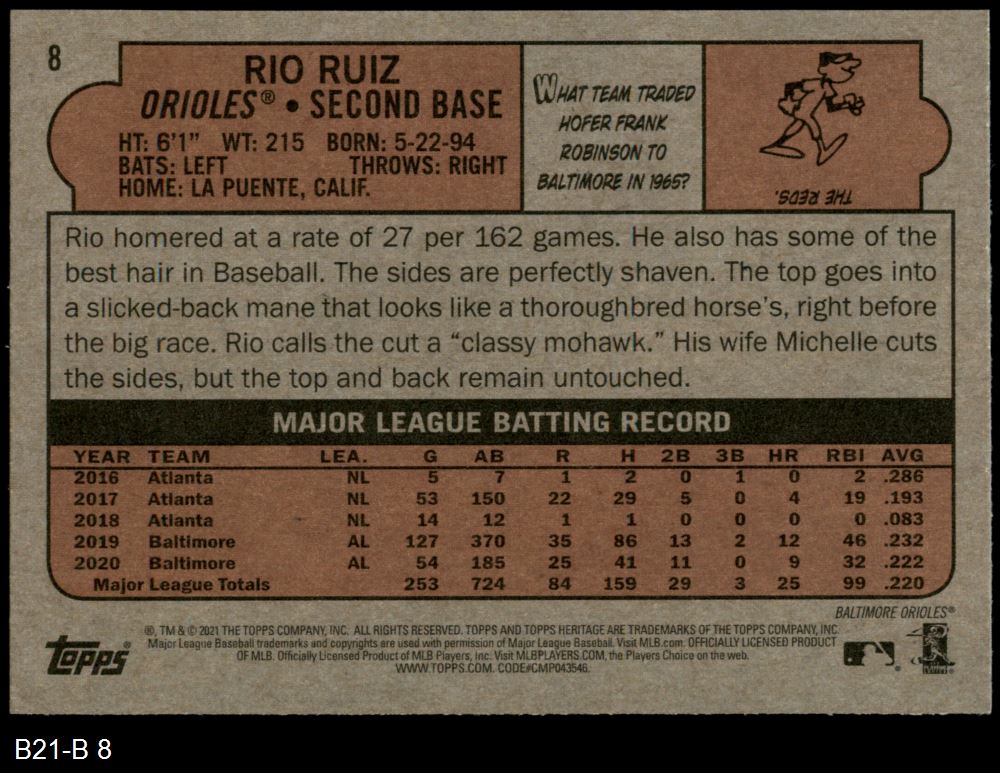 8
RIO RUIZ
ORIOLES® • SECOND BASE
HT: 6'1" WT: 215 BORN: 5-22-94
BATS: LEFT THROWS: RIGHT
HOME: LA PUENTE, CALIF.
WHAT TEAM TRADED
HOFER FRANK
ROBINSON TO
BALTIMORE IN 1965?
THE REDS.
Rio homered at a rate of 27 per 162 games. He also has some of the
best hair in Baseball. The sides are perfectly shaven. The top goes into
a slicked-back mane that looks like a thoroughbred horse's, right before
the big race. Rio calls the cut a “classy mohawk.” His wife Michelle cuts
the sides, but the top and back remain untouched.
MAJOR LEAGUE BATTING RECORD
YEAR TEAM LEA. G AB R H 2B 3B HR RBI AVG
2016 Atlanta NL 5 7 1 2 0 1 0 2 .286
2017 Atlanta NL 53 150 22 29 5 0 4 19 .193
2018 Atlanta NL 14 12 1 1 0 0 0 0 .083
2019 Baltimore AL 127 370 35 86 13 2 12 46 .232
2020 Baltimore AL 54 185 25 41 11 0 9 32 .222
Major League Totals 253 724 84 159 29 3 25 99 .220
BALTIMORE ORIOLES®
®, TM & © 2021 THE TOPPS COMPANY, INC. ALL RIGHTS RESERVED. TOPPS AND TOPPS HERITAGE ARE TRADEMARKS OF THE TOPPS COMPANY, INC.
Major League Baseball trademarks and copyrights are used with permission of Major League Baseball. Visit MLB.com. OFFICIALLY LICENSED PRODUCT
OF MLB. Officially Licensed Product of MLB Players, Inc. Visit MLBPLAYERS.COM, the Players Choice on the web.
WWW.TOPPS.COM. CODE#CMP043546.
TOPPS®
B21-B 8